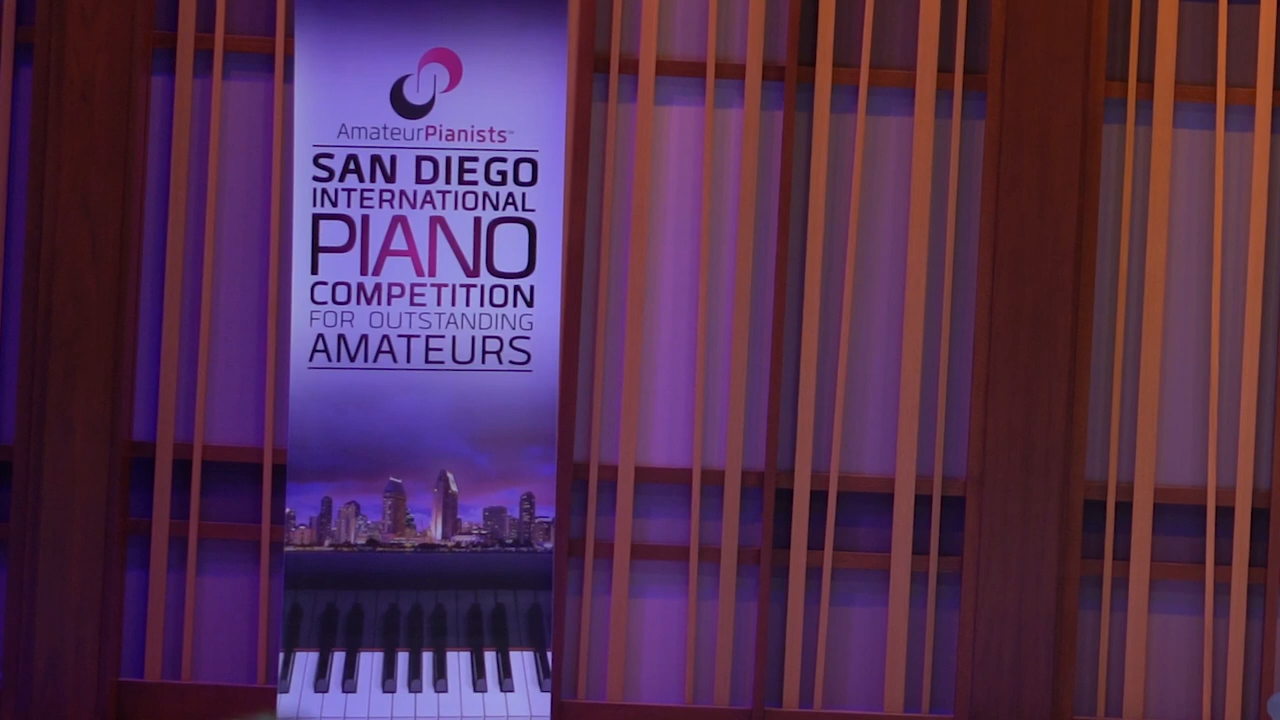 AmateurPianists™
SAN DIEGO
INTERNATIONAL
PIANO
COMPETITION
FOR OUTSTANDING
AMATEURS